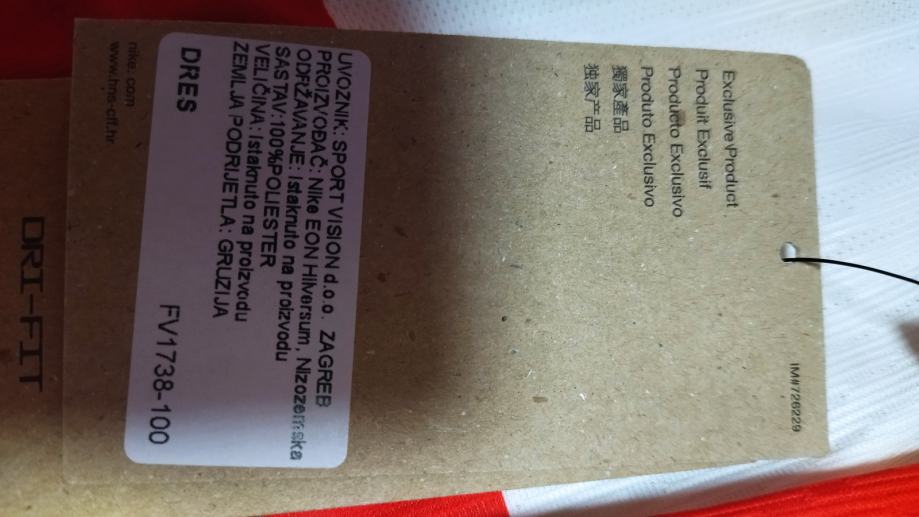 Exclusive Product
Produit Exclusif
Producto Exclusivo
Produto Exclusivo
獨家產品
独家产品
IM#726229
UVOZNIK: SPORT VISION d.o.o. ZAGREB
PROIZVOĐAČ: Nike EON Hilversum, Nizozemska
ODRŽAVANJE: Istaknuto na proizvodu
SASTAV: 100%POLIESTER
VELIČINA: Istaknuto na proizvodu
ZEMLJA PODRIJETLA: GRUZIJA
DRES FV1738-100
nike.com
www.hns-cff.hr
DRI-FIT